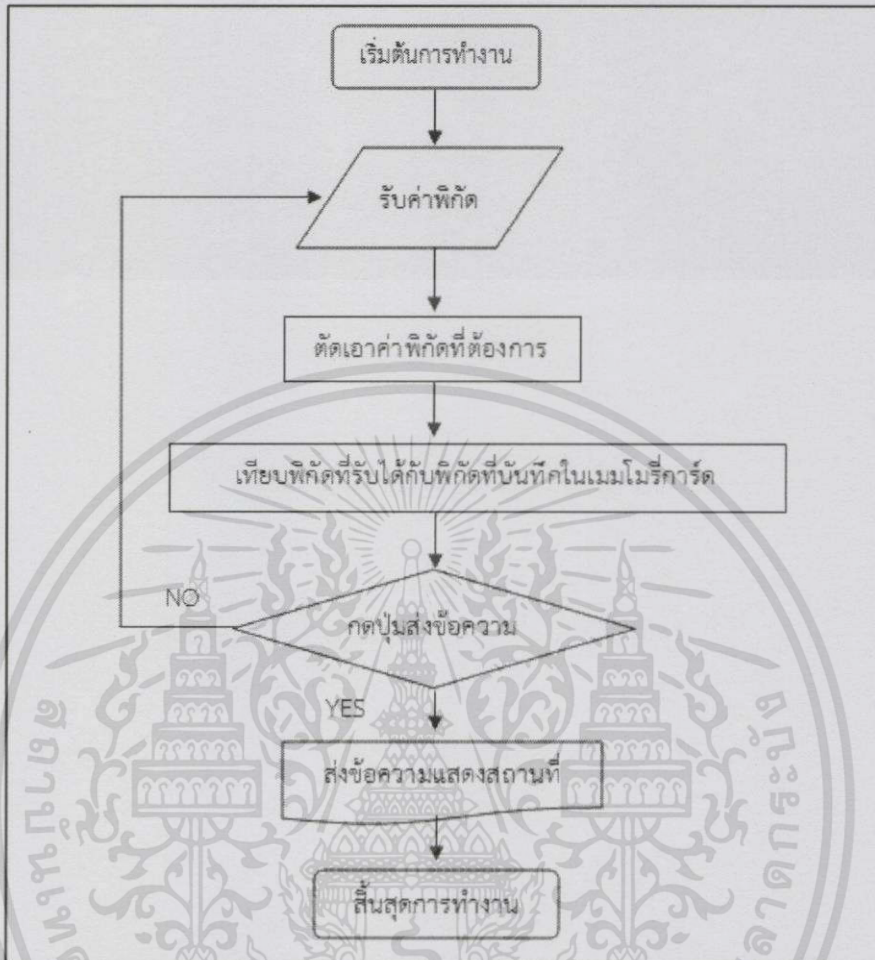 เริ่มต้นการทำงาน
รับค่าพิกัด
ตัดเอาค่าพิกัดที่ต้องการ
เทียบพิกัดที่รับได้กับพิกัดที่บันทึกในเมมโมรี่การ์ด
NO
กดปุ่มส่งข้อความ
YES
ส่งข้อความแสดงสถานที่
สิ้นสุดการทำงาน